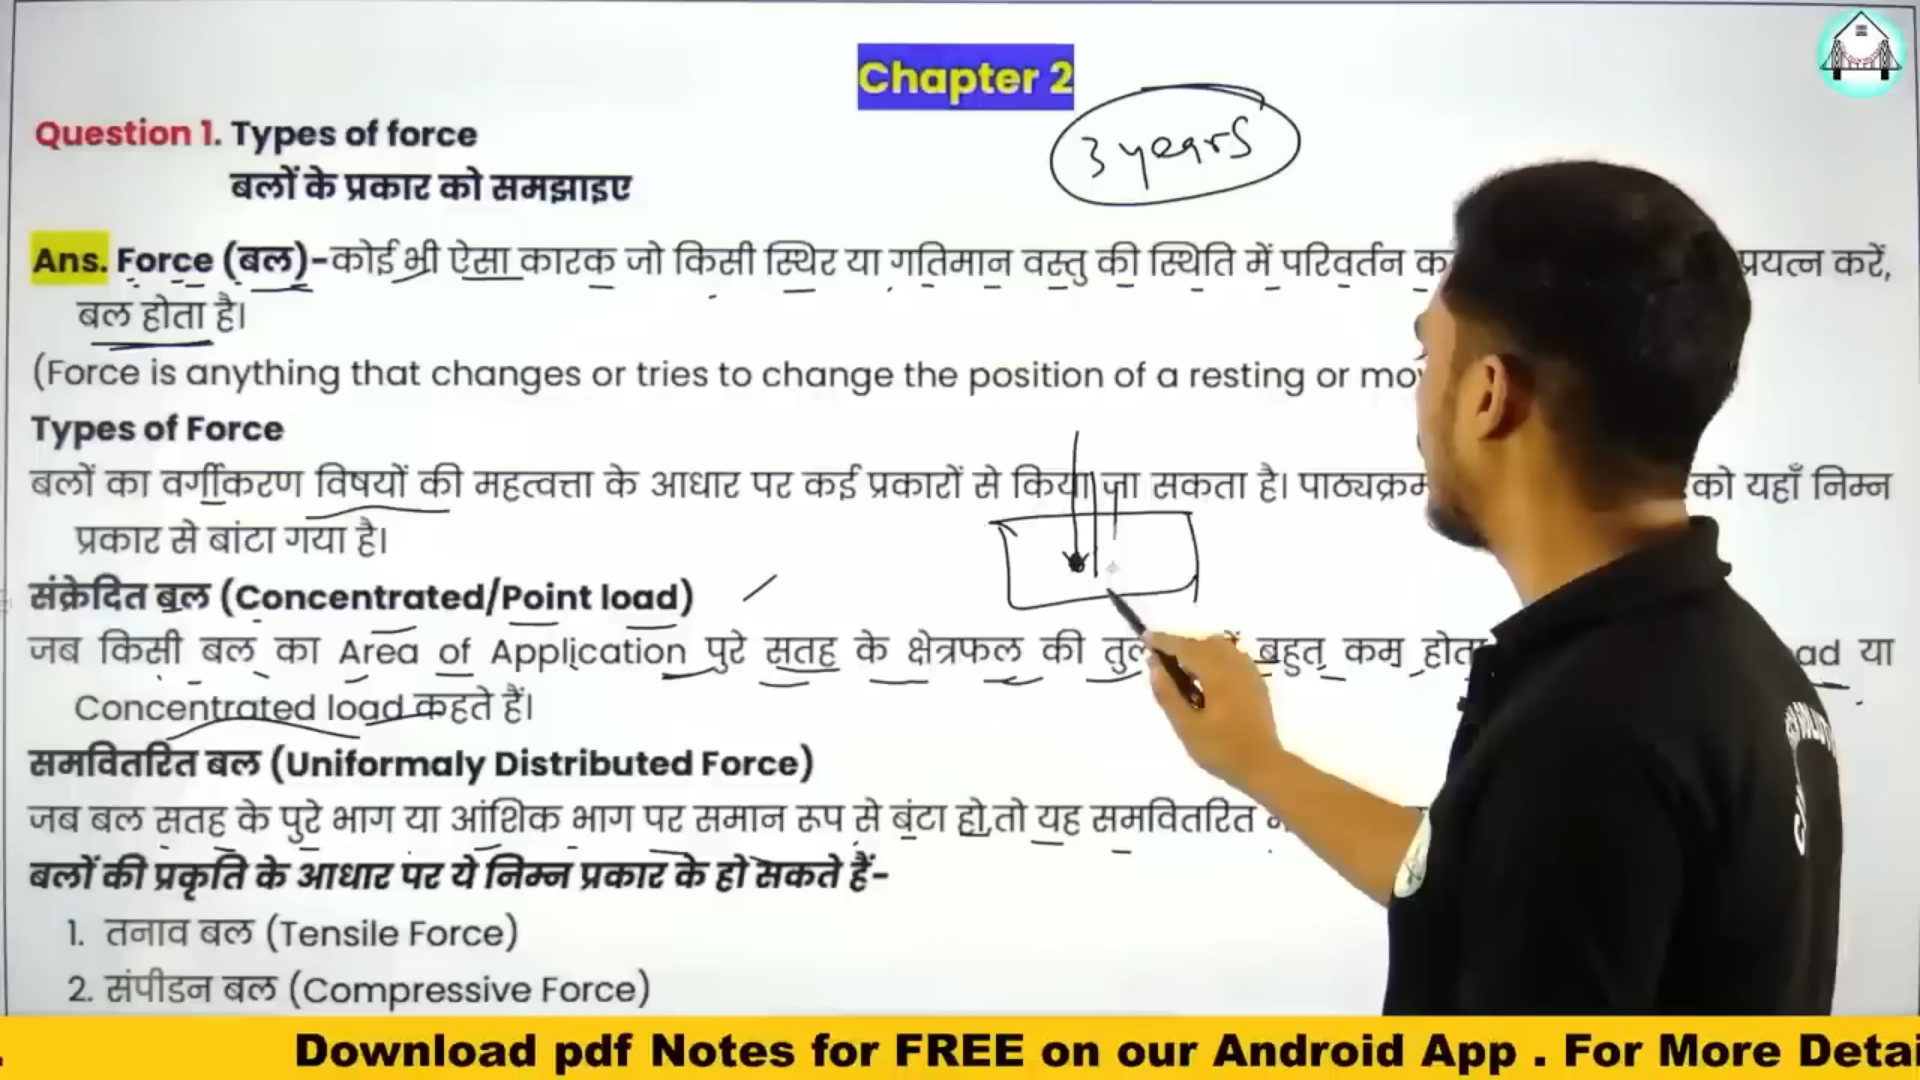 Chapter 2
3 years
Question 1. Types of force
बलों के प्रकार को समझाइए
Ans. Force (बल)-कोई भी ऐसा कारक जो किसी स्थिर या गतिमान वस्तु की स्थिति में परिवर्तन प्रयत्न करें,
बल होता है।
(Force is anything that changes or tries to change the position of a resting or
Types of Force
बलों का वर्गीकरण विषयों की महत्वत्ता के आधार पर कई प्रकारों से किया जा सकता है। को यहाँ निम्न
प्रकार से बांटा गया है।
संक्रेदित बल (Concentrated/Point load)
जब किसी बल का Area of Application पुरे सतह के क्षेत्रफल की बहुत कम होता या
Concentrated load कहते हैं।
समवितरित बल (Uniformaly Distributed Force)
जब बल सतह के पुरे भाग या आंशिक भाग पर समान रूप से बंटा हो,तो यह समवितरित
बलों की प्रकृति के आधार पर ये निम्न प्रकार के हो सकते हैं-
1. तनाव बल (Tensile Force)
2. संपीडन बल (Compressive Force)
Download pdf Notes for FREE on our Android App . For More